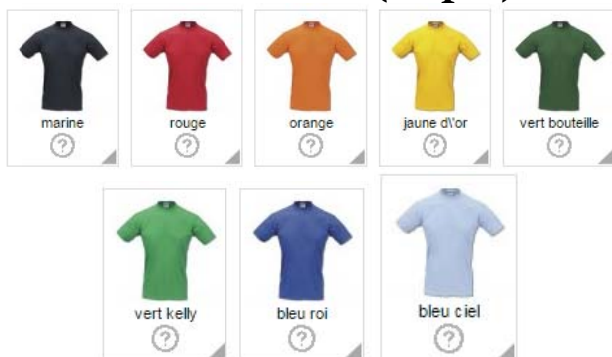 marine rouge orange jaune d\'or vert bouteille
? ? ? ? ?
vert kelly bleu roi bleu ciel
? ? ?